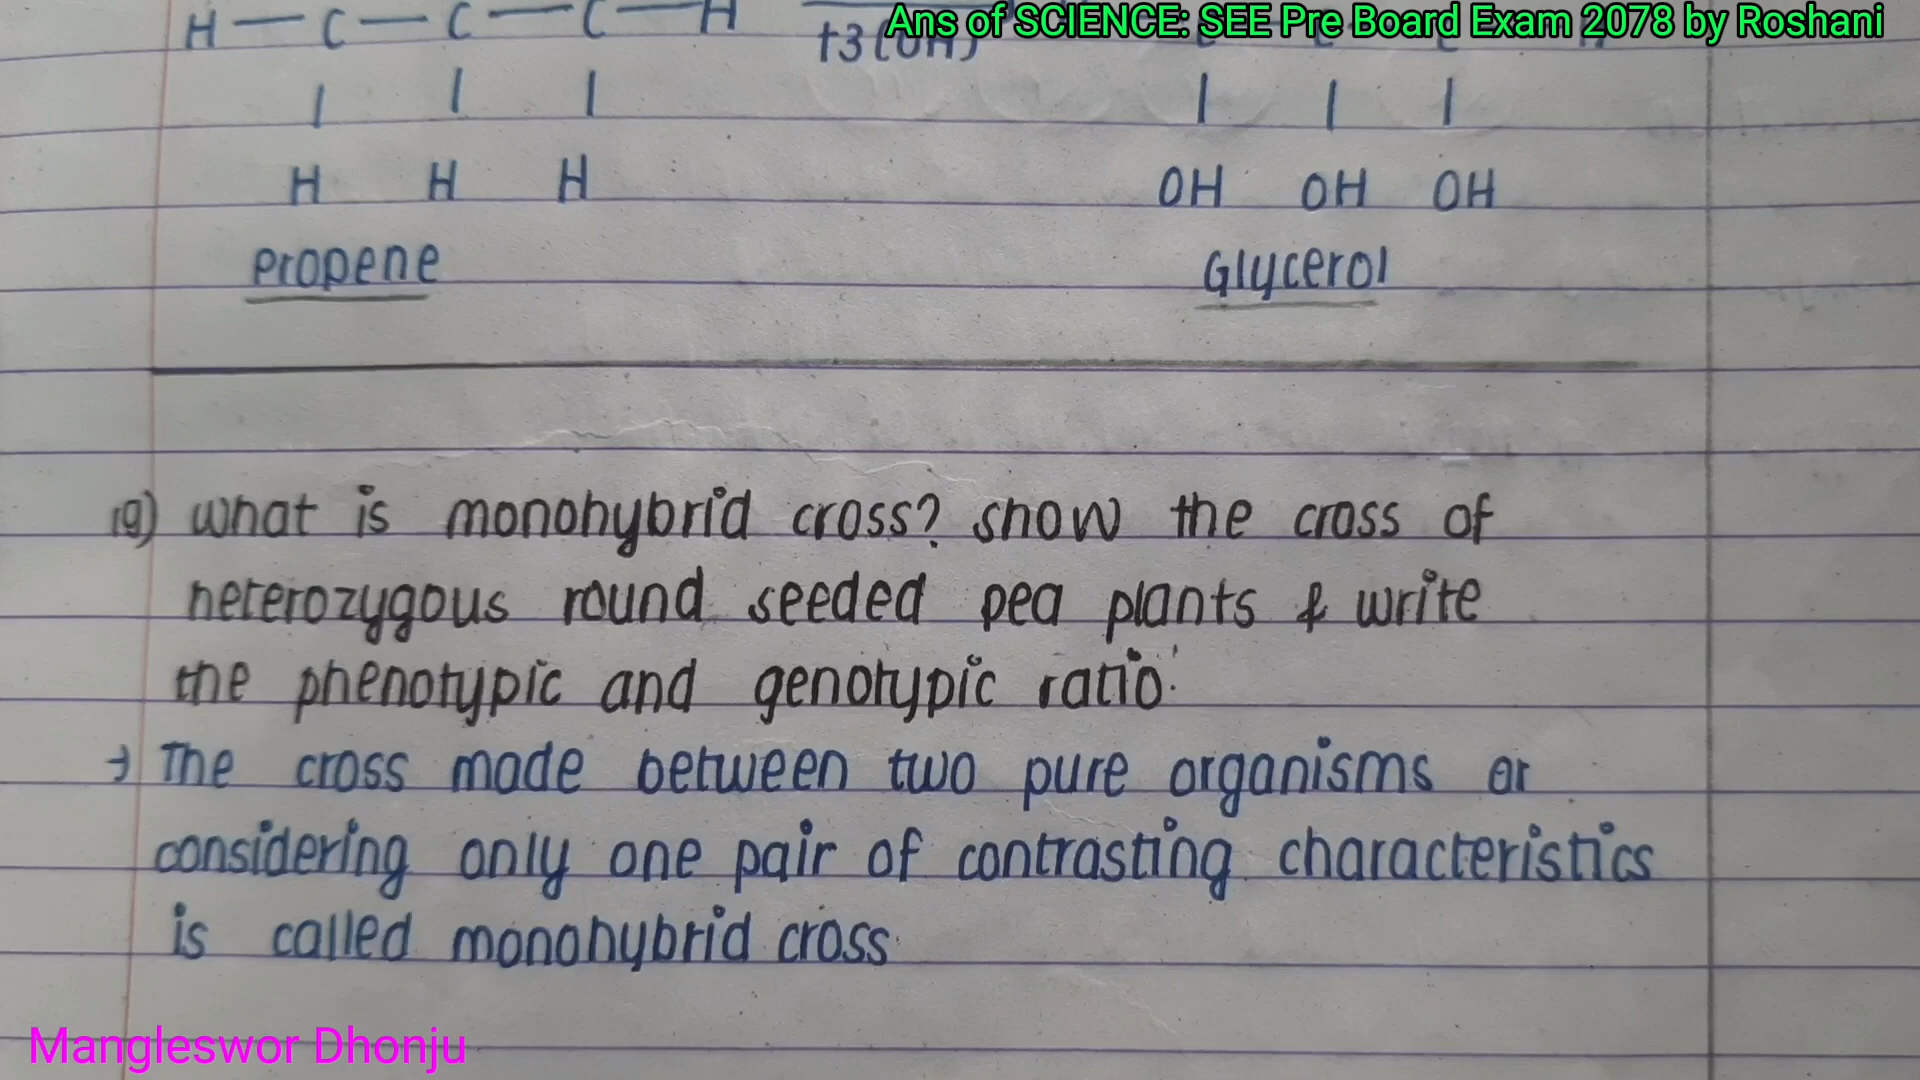 Ans of SCIENCE: SEE Pre Board Exam 2078 by Roshani
H — C — C — C — H
+3(OH)
H H H
OH OH OH
Propene
Glycerol
19) what is monohybrid cross? show the cross of
heterozygous round seeded pea plants & write
the phenotypic and genotypic ratio.
→ The cross made between two pure organisms or
considering only one pair of contrasting characteristics
is called monohybrid cross.
Mangleswor Dhonju